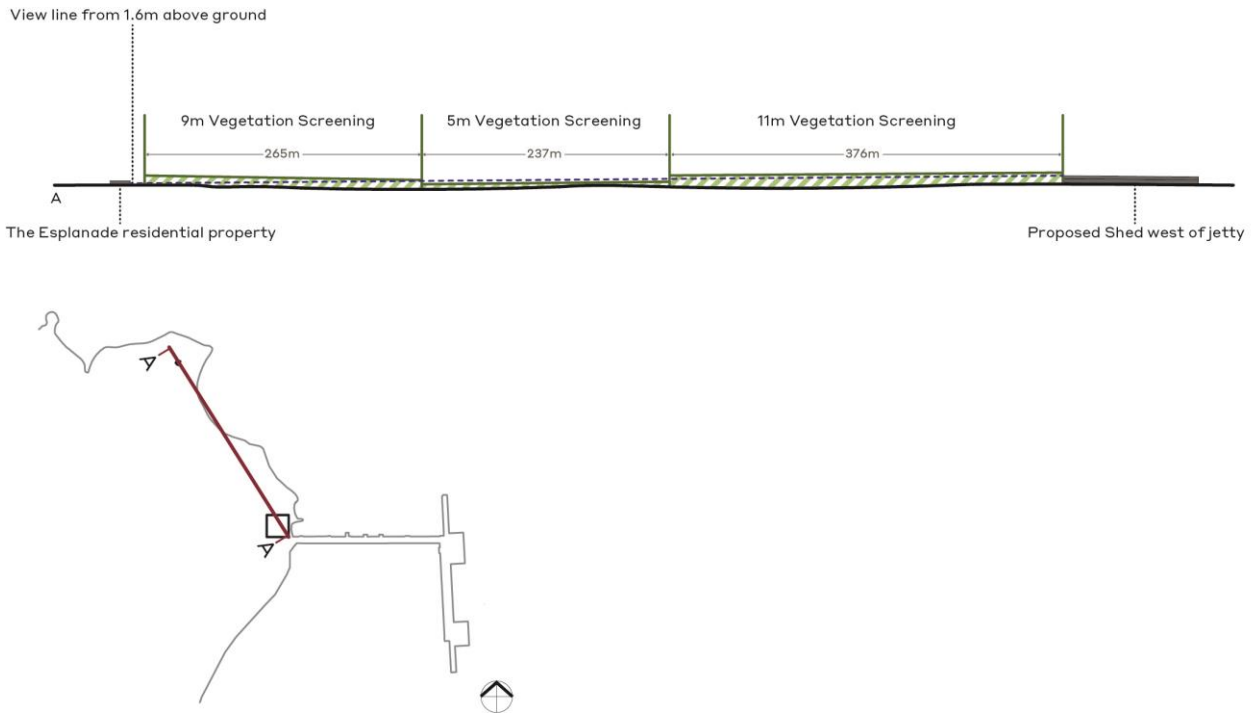 View line from 1.6m above ground
9m Vegetation Screening
5m Vegetation Screening
11m Vegetation Screening
265m
237m
376m
A
The Esplanade residential property
Proposed Shed west of jetty
A
A